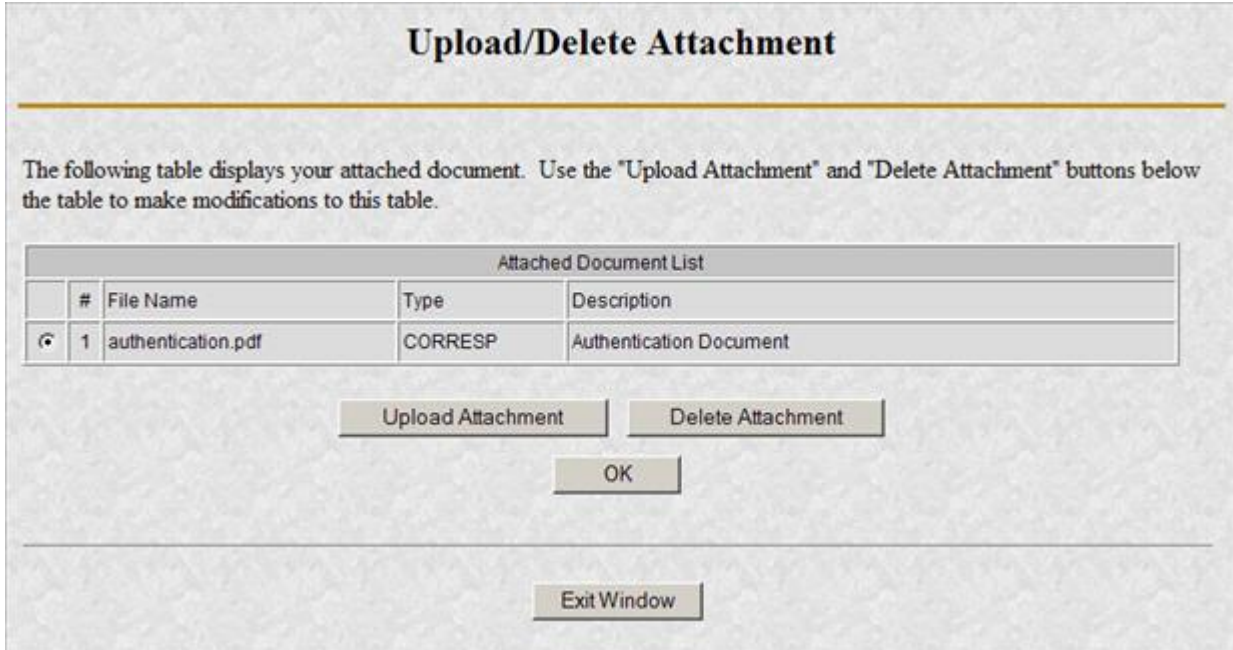 Upload/Delete Attachment
The following table displays your attached document.  Use the "Upload Attachment" and "Delete Attachment" buttons below
the table to make modifications to this table.
Attached Document List
# File Name Type Description
1 authentication.pdf CORRESP Authentication Document
Upload Attachment Delete Attachment
OK
Exit Window